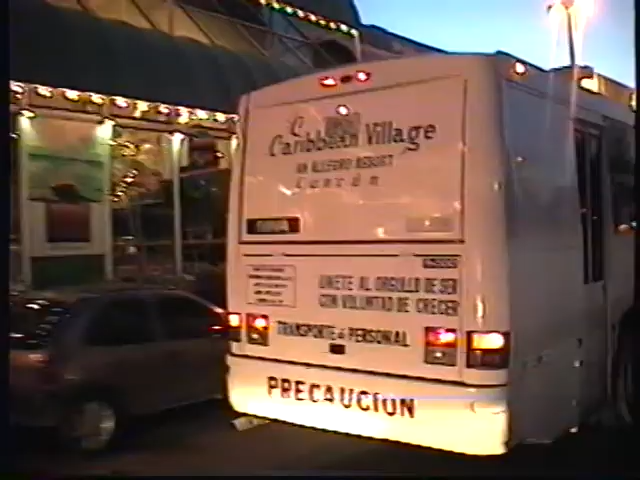 Caribbean Village
AN ALLEGRO RESORT
Cancún
UNETE AL ORGULLO DE SER
CON VOLUNTAD DE CRECER
TRANSPORTE de PERSONAL
PRECAUCION